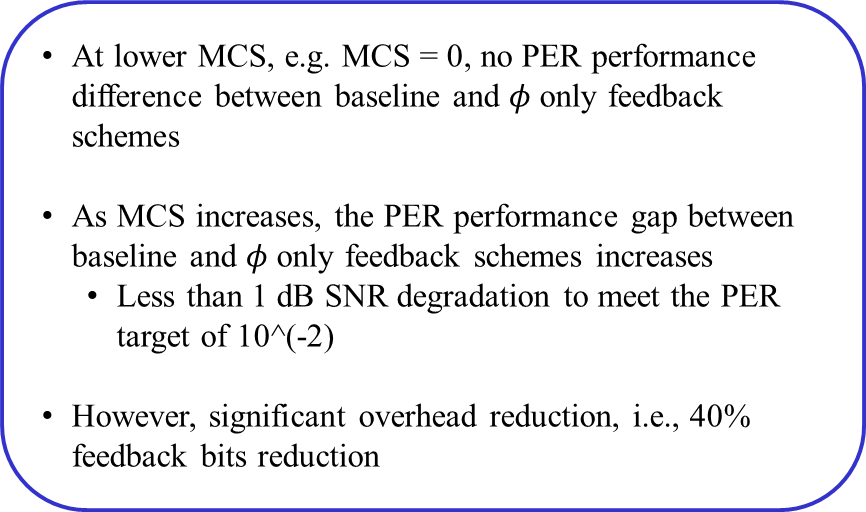 • At lower MCS, e.g. MCS = 0, no PER performance
difference between baseline and ϕ only feedback
schemes
• As MCS increases, the PER performance gap between
baseline and ϕ only feedback schemes increases
• Less than 1 dB SNR degradation to meet the PER
target of 10^(-2)
• However, significant overhead reduction, i.e., 40%
feedback bits reduction